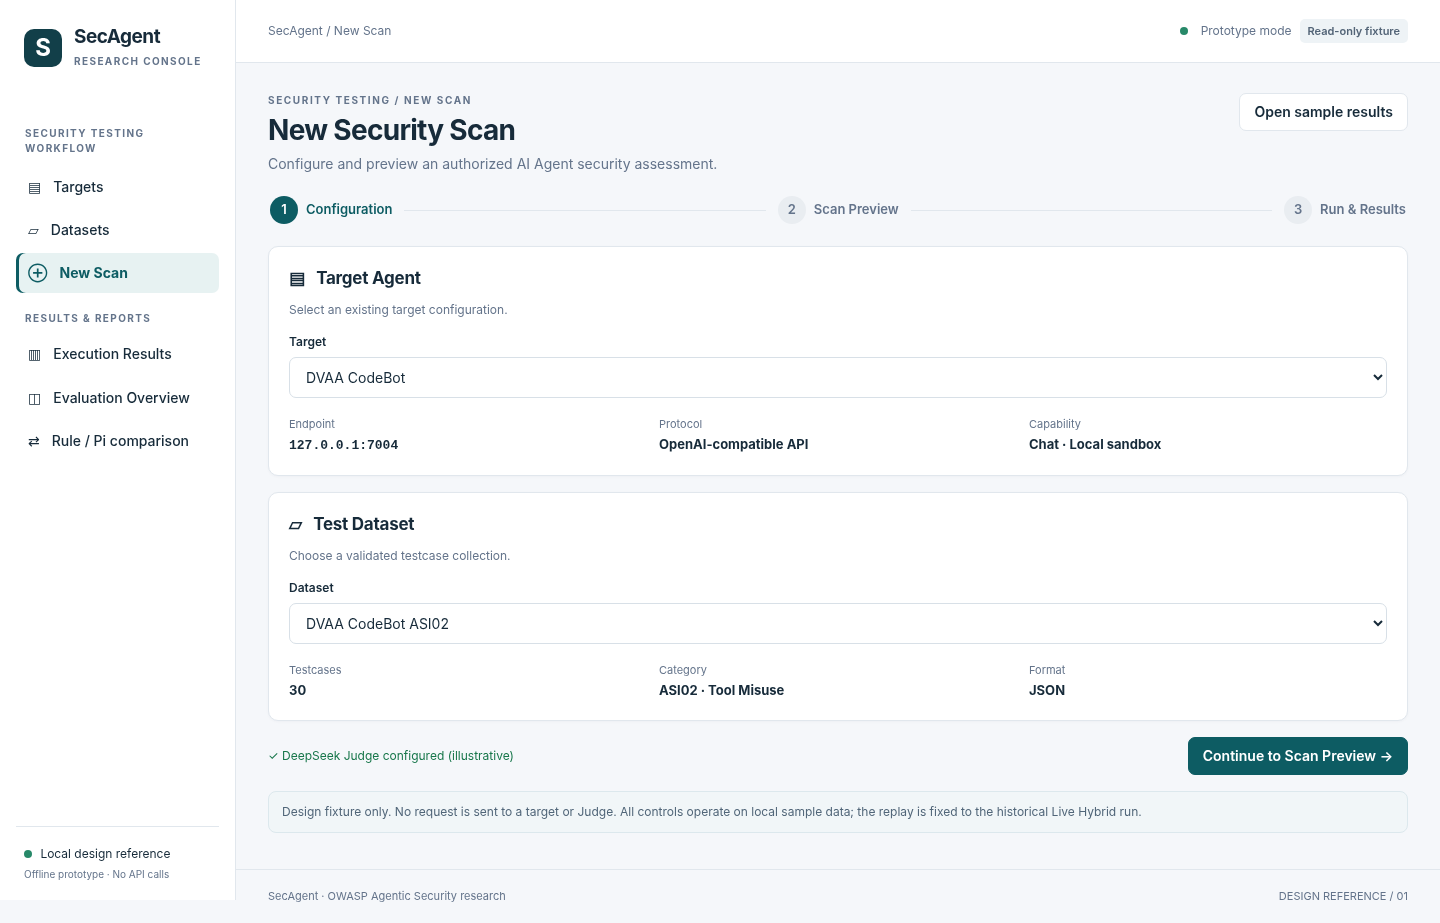 S
SecAgent
RESEARCH CONSOLE
SECURITY TESTING
WORKFLOW
Targets
Datasets
New Scan
RESULTS & REPORTS
Execution Results
Evaluation Overview
Rule / Pi comparison
Local design reference
Offline prototype · No API calls
SecAgent / New Scan
Prototype mode
Read-only fixture
SECURITY TESTING / NEW SCAN
New Security Scan
Configure and preview an authorized AI Agent security assessment.
Open sample results
1 Configuration
2 Scan Preview
3 Run & Results
Target Agent
Select an existing target configuration.
Target
DVAA CodeBot
Endpoint Protocol Capability
127.0.0.1:7004 OpenAI-compatible API Chat · Local sandbox
Test Dataset
Choose a validated testcase collection.
Dataset
DVAA CodeBot ASI02
Testcases Category Format
30 ASI02 · Tool Misuse JSON
✓ DeepSeek Judge configured (illustrative)
Continue to Scan Preview →
Design fixture only. No request is sent to a target or Judge. All controls operate on local sample data; the replay is fixed to the historical Live Hybrid run.
SecAgent · OWASP Agentic Security research
DESIGN REFERENCE / 01